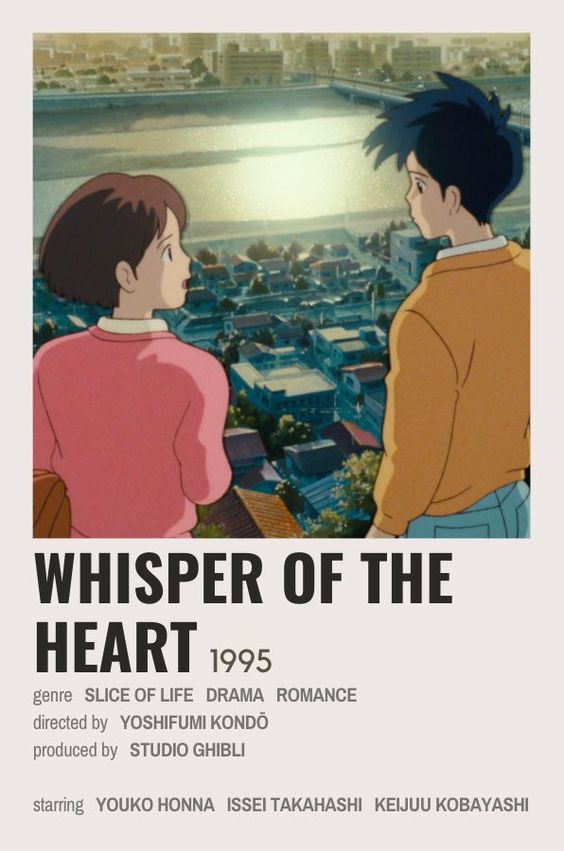 WHISPER OF THE
HEART 1995
genre SLICE OF LIFE DRAMA ROMANCE
directed by YOSHIFUMI KONDŌ
produced by STUDIO GHIBLI
starring YOUKO HONNA ISSEI TAKAHASHI KEIJUU KOBAYASHI